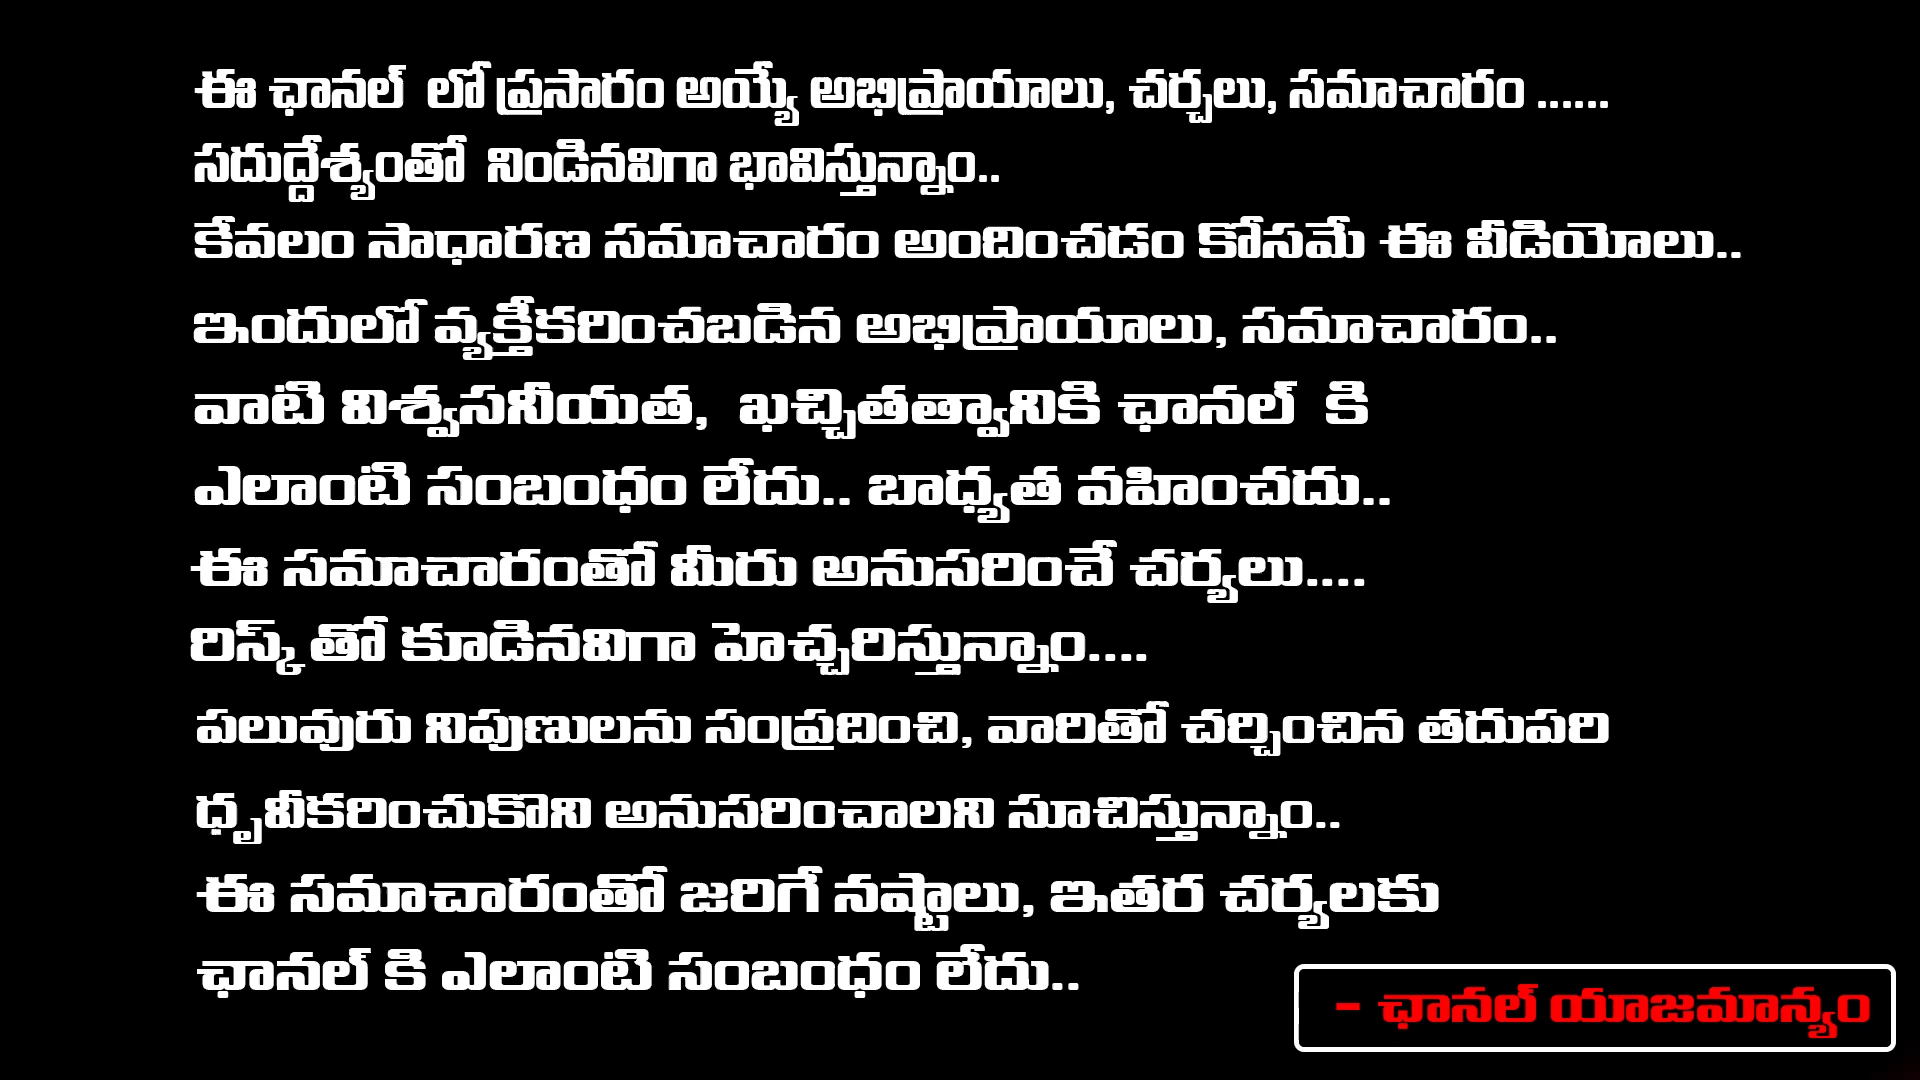 ఈ ఛానల్ లో ప్రసారం అయ్యే అభిప్రాయాలు, చర్చలు, సమాచారం ......
సదుద్దేశ్యంతో నిండినవిగా భావిస్తున్నాం..
కేవలం సాధారణ సమాచారం అందించడం కోసమే ఈ వీడియోలు..
ఇందులో వ్యక్తీకరించబడిన అభిప్రాయాలు, సమాచారం..
వాటి విశ్వసనీయత, ఖచ్చితత్వానికి ఛానల్ కి
ఎలాంటి సంబంధం లేదు.. బాధ్యత వహించదు..
ఈ సమాచారంతో మీరు అనుసరించే చర్యలు....
రిస్క్ తో కూడినవిగా హెచ్చరిస్తున్నాం....
పలువురు నిపుణులను సంప్రదించి, వారితో చర్చించిన తదుపరి
ధృవీకరించుకొని అనుసరించాలని సూచిస్తున్నాం..
ఈ సమాచారంతో జరిగే నష్టాలు, ఇతర చర్యలకు
ఛానల్ కి ఎలాంటి సంబంధం లేదు..
- ఛానల్ యాజమాన్యం